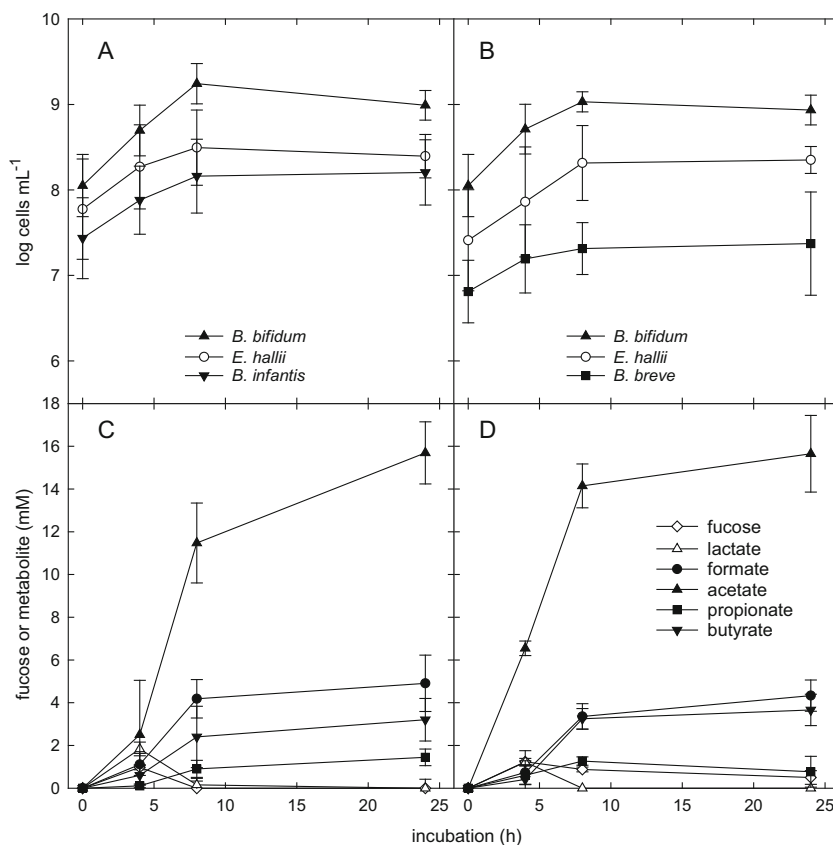 A
B
10
9
8
7
6
log cells mL⁻¹
B. bifidum
E. hallii
B. infantis
B. bifidum
E. hallii
B. breve
C
D
18
16
14
12
10
8
6
4
2
0
fucose or metabolite (mM)
fucose
lactate
formate
acetate
propionate
butyrate
0 5 10 15 20 25
0 5 10 15 20 25
incubation (h)